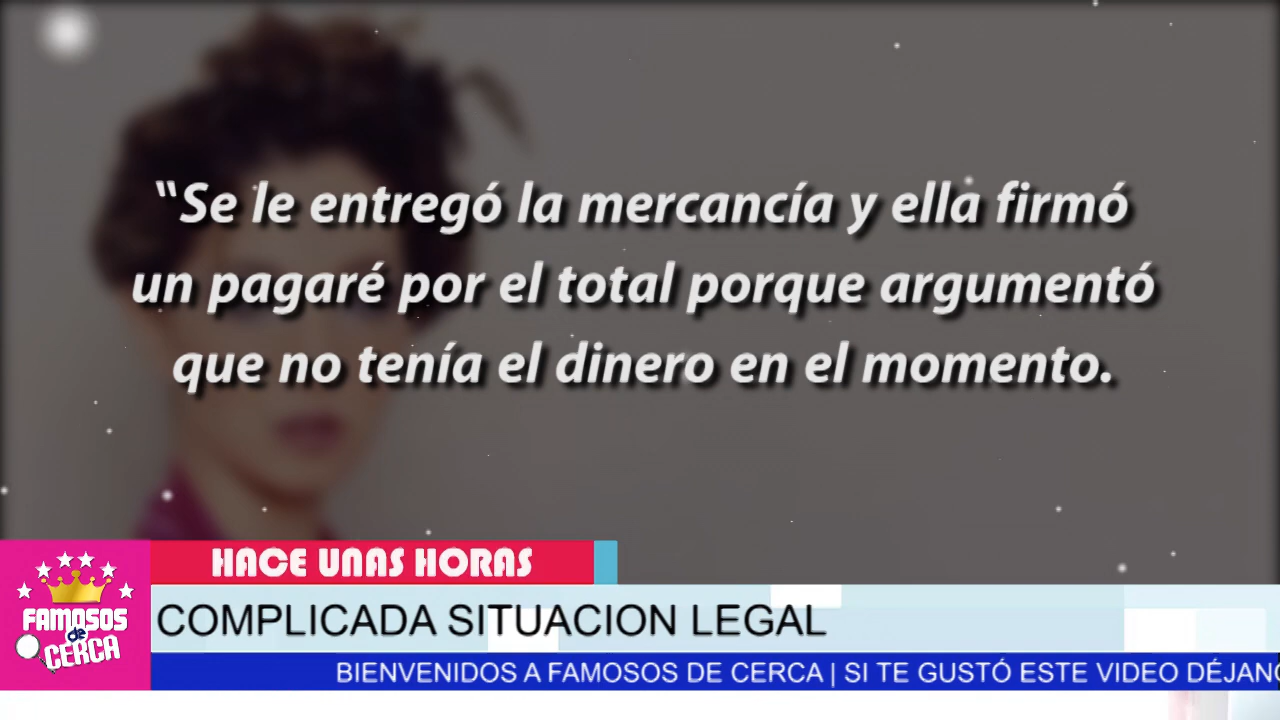 “Se le entregó la mercancía y ella firmó
un pagaré por el total porque argumentó
que no tenía el dinero en el momento.
HACE UNAS HORAS
FAMOSOS
de
CERCA
COMPLICADA SITUACION LEGAL
BIENVENIDOS A FAMOSOS DE CERCA | SI TE GUSTÓ ESTE VIDEO DÉJANO